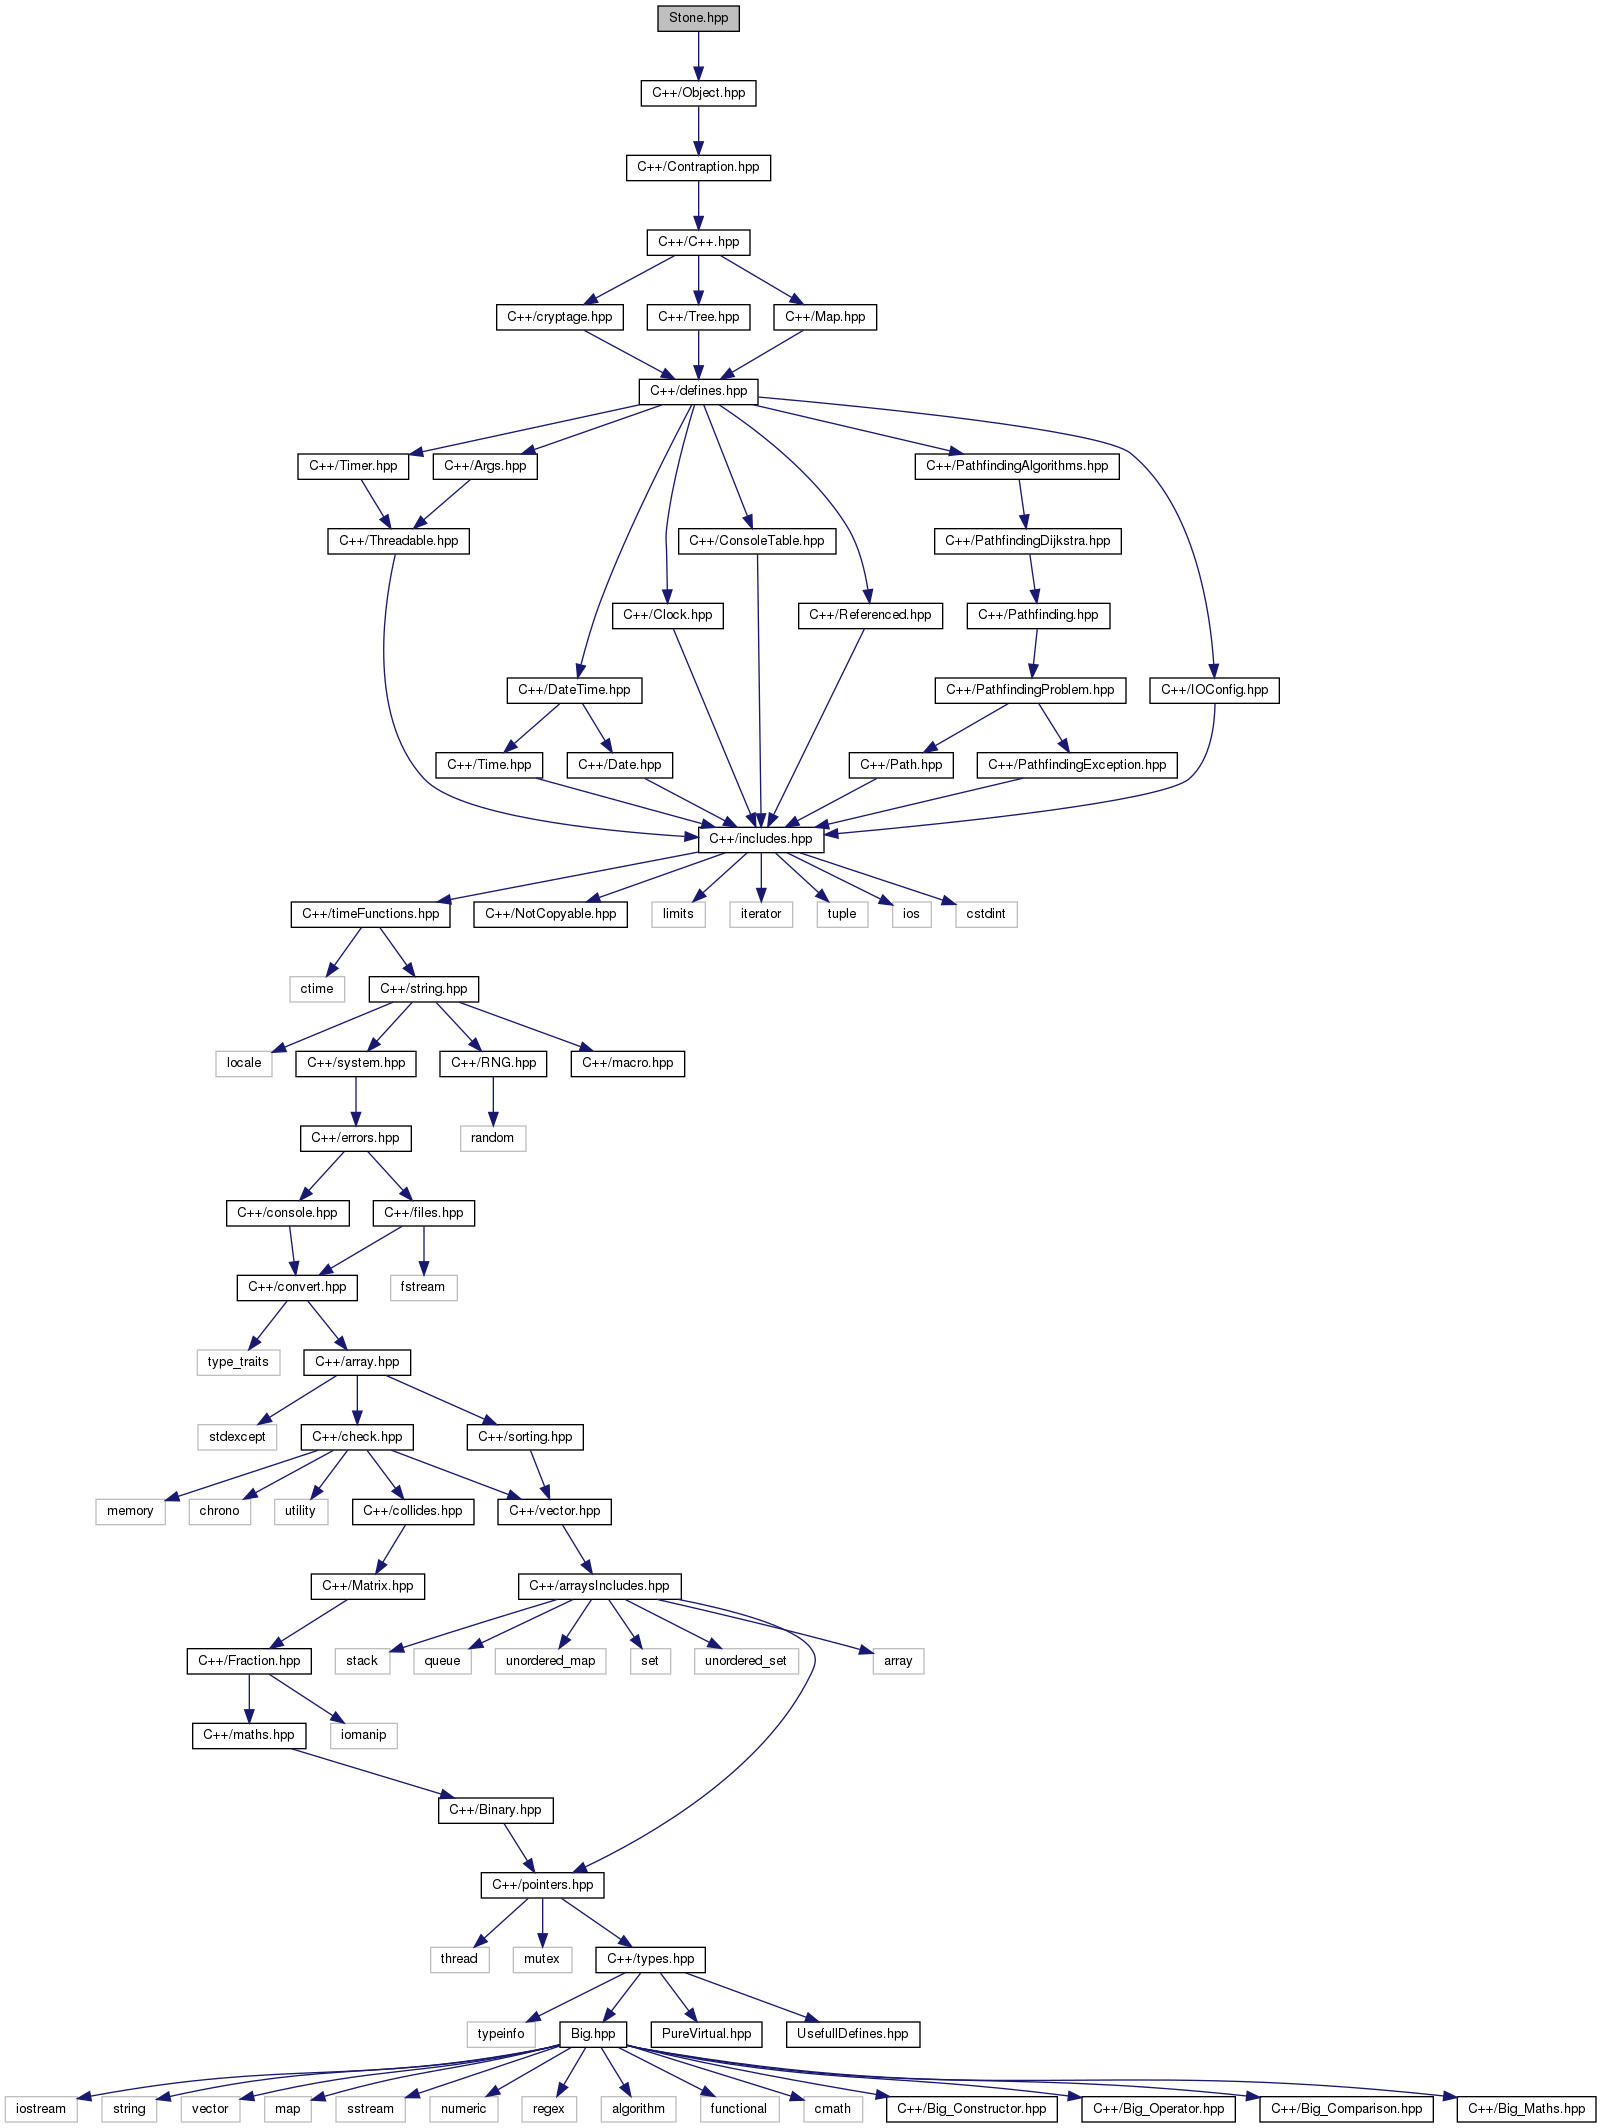 Stone.hpp
C++/Object.hpp
C++/Contraption.hpp
C++/C++.hpp
C++/cryptage.hpp
C++/Tree.hpp
C++/Map.hpp
C++/defines.hpp
C++/Timer.hpp
C++/Args.hpp
C++/PathfindingAlgorithms.hpp
C++/Threadable.hpp
C++/ConsoleTable.hpp
C++/PathfindingDijkstra.hpp
C++/Clock.hpp
C++/Referenced.hpp
C++/Pathfinding.hpp
C++/DateTime.hpp
C++/PathfindingProblem.hpp
C++/IOConfig.hpp
C++/Time.hpp
C++/Date.hpp
C++/Path.hpp
C++/PathfindingException.hpp
C++/includes.hpp
C++/timeFunctions.hpp
C++/NotCopyable.hpp
limits
iterator
tuple
ios
cstdint
ctime
C++/string.hpp
locale
C++/system.hpp
C++/RNG.hpp
C++/macro.hpp
C++/errors.hpp
random
C++/console.hpp
C++/files.hpp
C++/convert.hpp
fstream
type_traits
C++/array.hpp
stdexcept
C++/check.hpp
C++/sorting.hpp
memory
chrono
utility
C++/collides.hpp
C++/vector.hpp
C++/Matrix.hpp
C++/arraysIncludes.hpp
C++/Fraction.hpp
stack
queue
unordered_map
set
unordered_set
array
C++/maths.hpp
iomanip
C++/Binary.hpp
C++/pointers.hpp
thread
mutex
C++/types.hpp
typeinfo
Big.hpp
PureVirtual.hpp
UsefullDefines.hpp
iostream
string
vector
map
sstream
numeric
regex
algorithm
functional
cmath
C++/Big_Constructor.hpp
C++/Big_Operator.hpp
C++/Big_Comparison.hpp
C++/Big_Maths.hpp